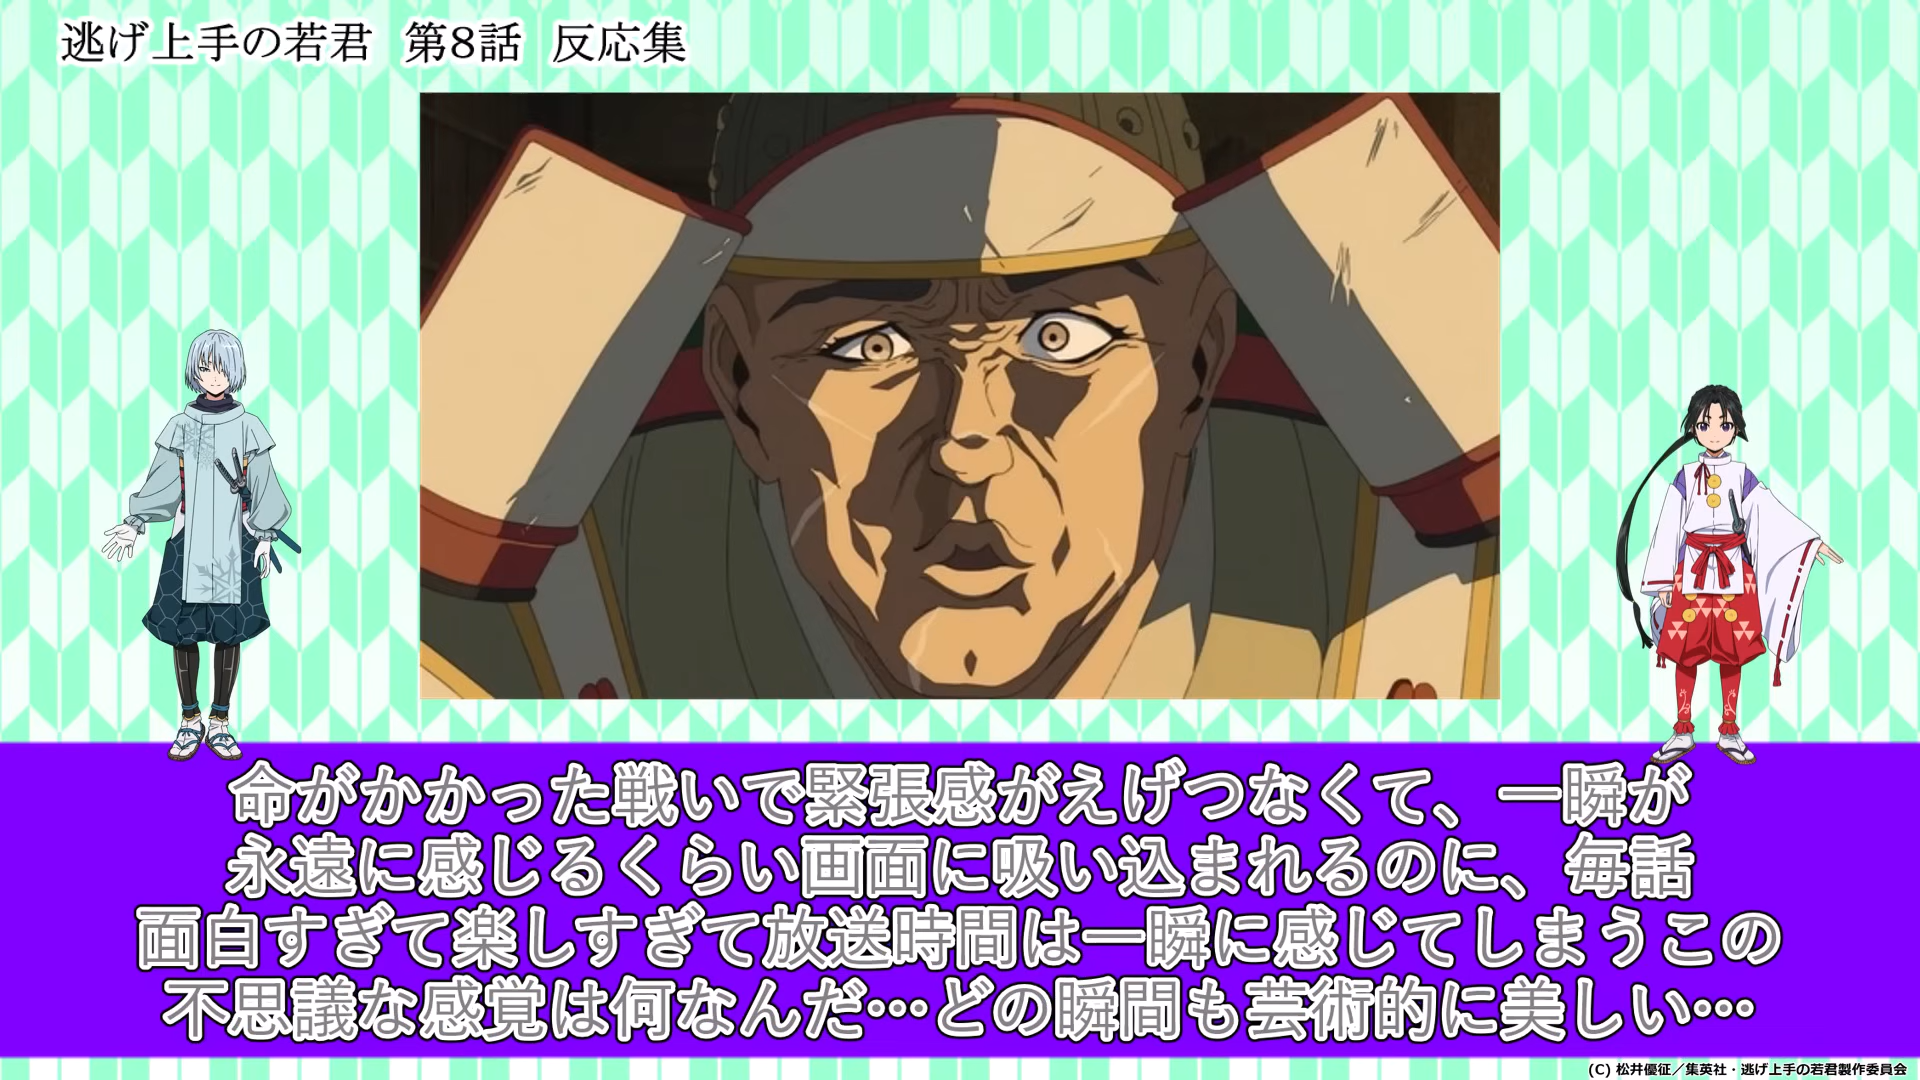 逃げ上手の若君 第8話 反応集
命がかかった戦いで緊張感がえげつなくて、一瞬が
永遠に感じるくらい画面に吸い込まれるのに、毎話
面白すぎて楽しすぎて放送時間は一瞬に感じてしまうこの
不思議な感覚は何なんだ…どの瞬間も芸術的に美しい…
(C) 松井優征／集英社・逃げ上手の若君製作委員会